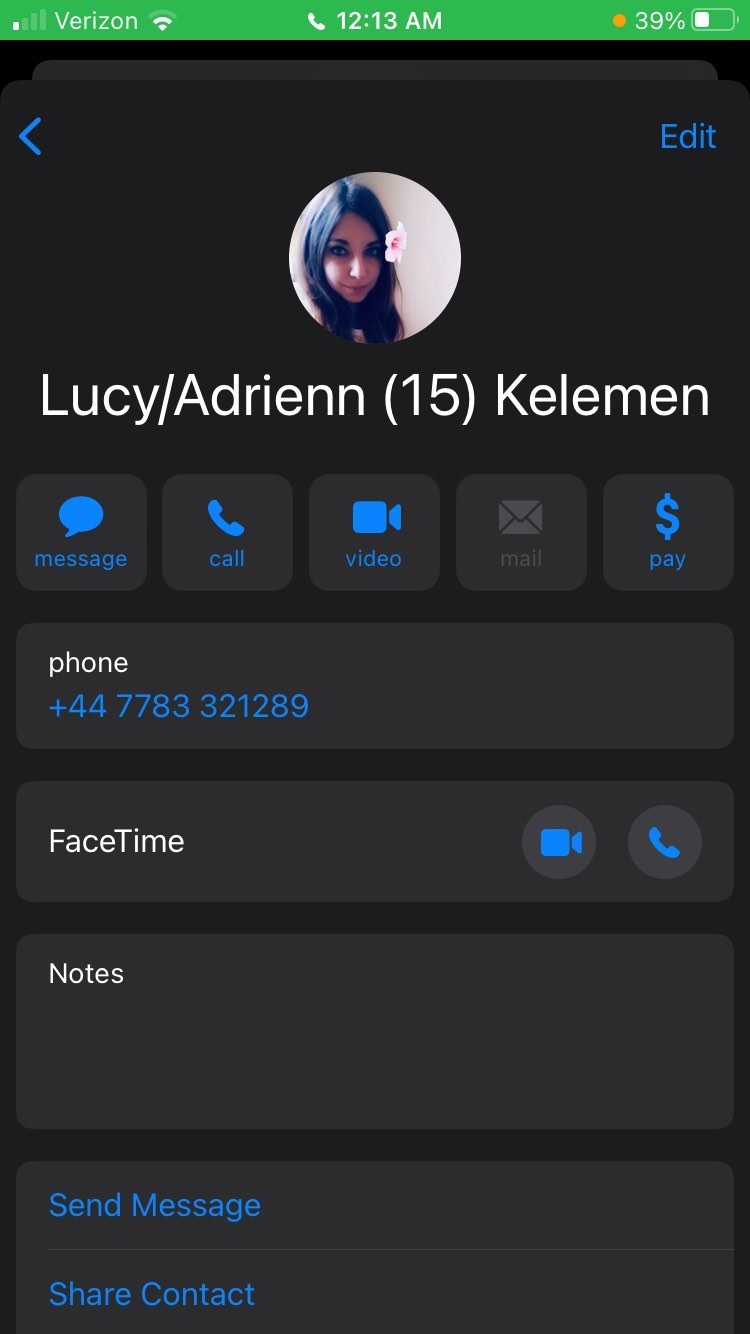 Verizon 12:13 AM 39%
Edit
Lucy/Adrienn (15) Kelemen
message call video mail pay
phone
+44 7783 321289
FaceTime
Notes
Send Message
Share Contact